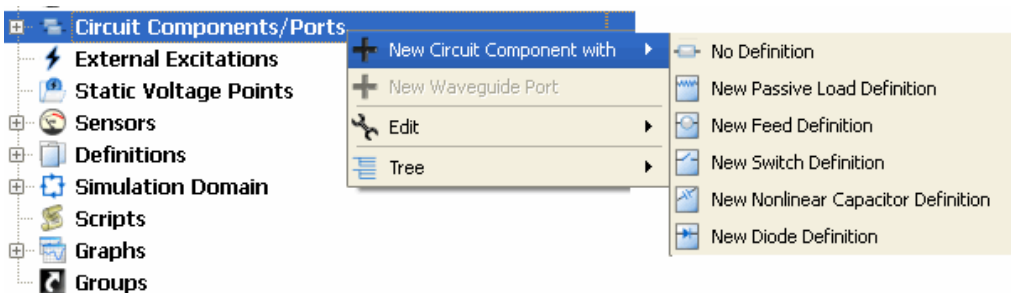 Circuit Components/Ports
External Excitations
Static Voltage Points
Sensors
Definitions
Simulation Domain
Scripts
Graphs
Groups
New Circuit Component with
New Waveguide Port
Edit
Tree
No Definition
New Passive Load Definition
New Feed Definition
New Switch Definition
New Nonlinear Capacitor Definition
New Diode Definition